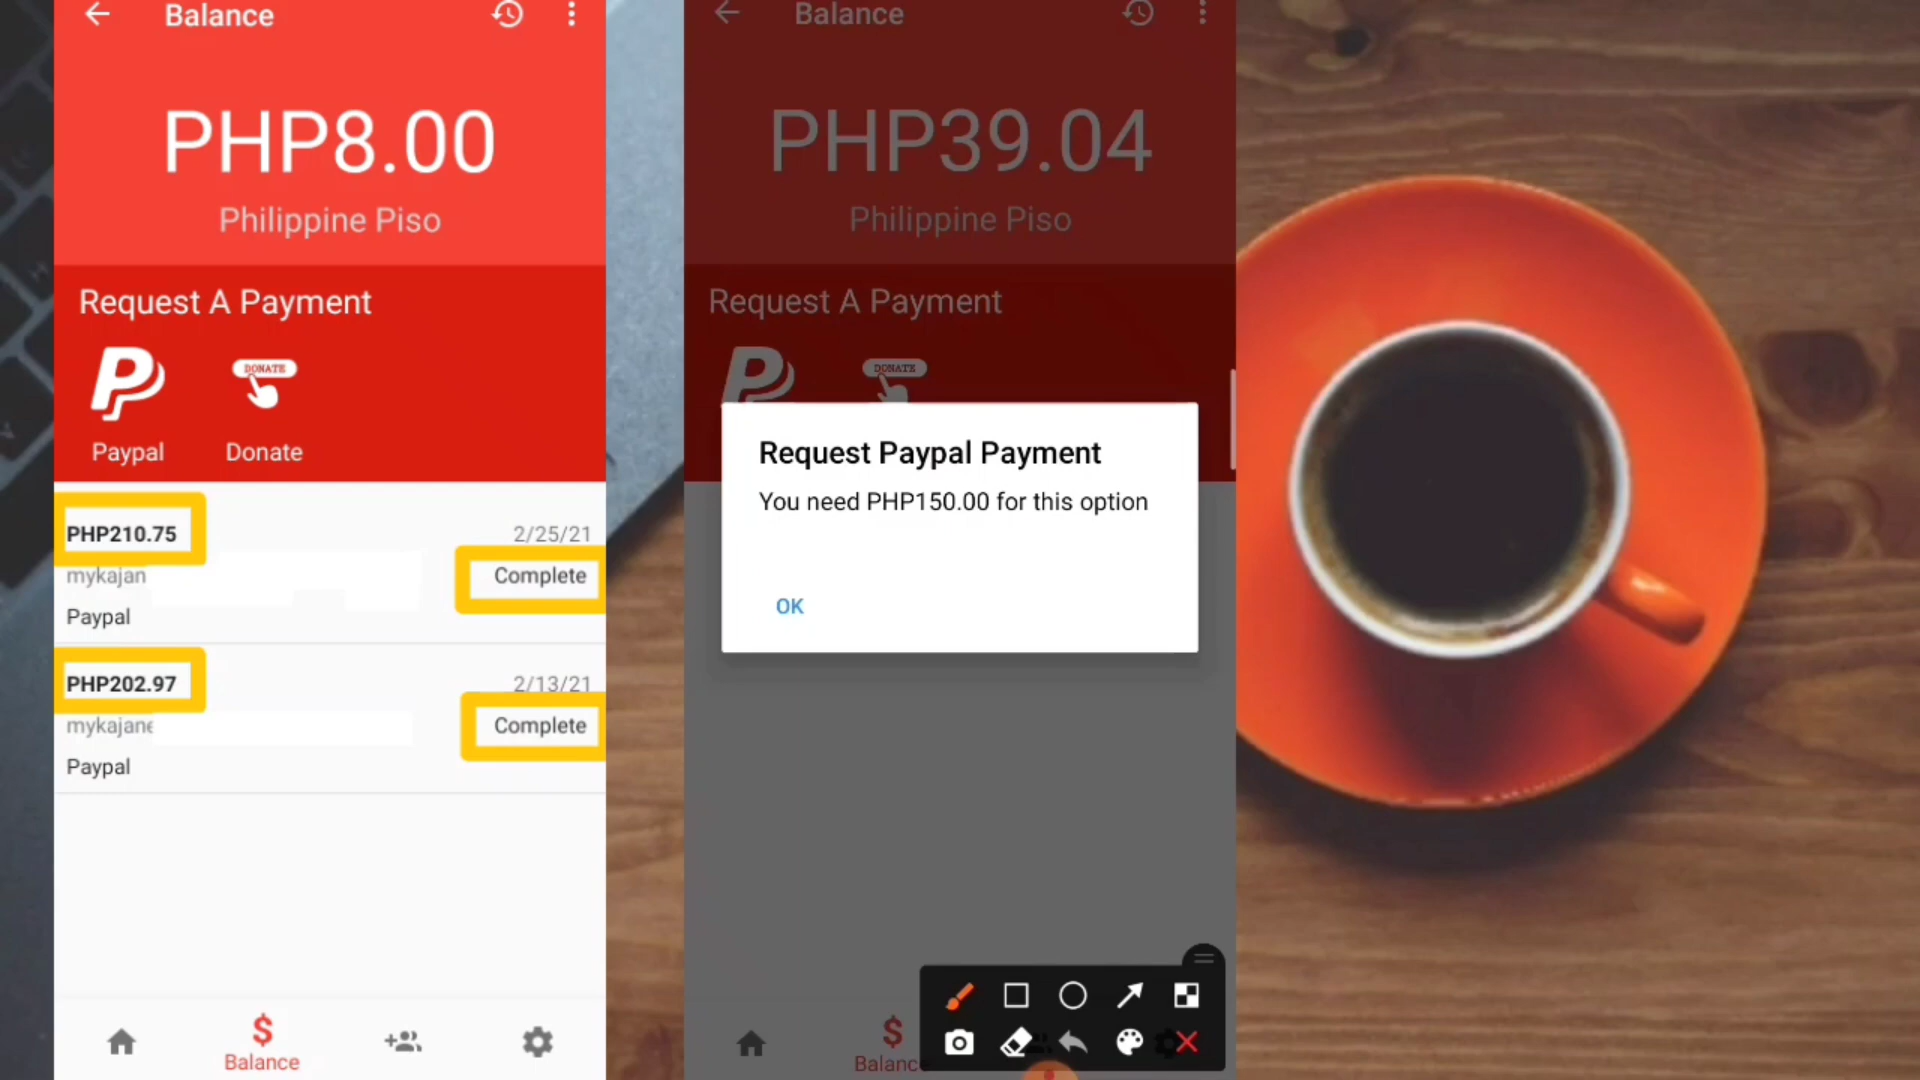 Balance
PHP8.00
Philippine Piso
Request A Payment
DONATE
Paypal
Donate
PHP210.75
2/25/21
mykajan
Complete
Paypal
PHP202.97
2/13/21
mykajane
Complete
Paypal
$
Balance
Balance
PHP39.04
Philippine Piso
Request A Payment
DONATE
Request Paypal Payment
You need PHP150.00 for this option
OK
$
Balance